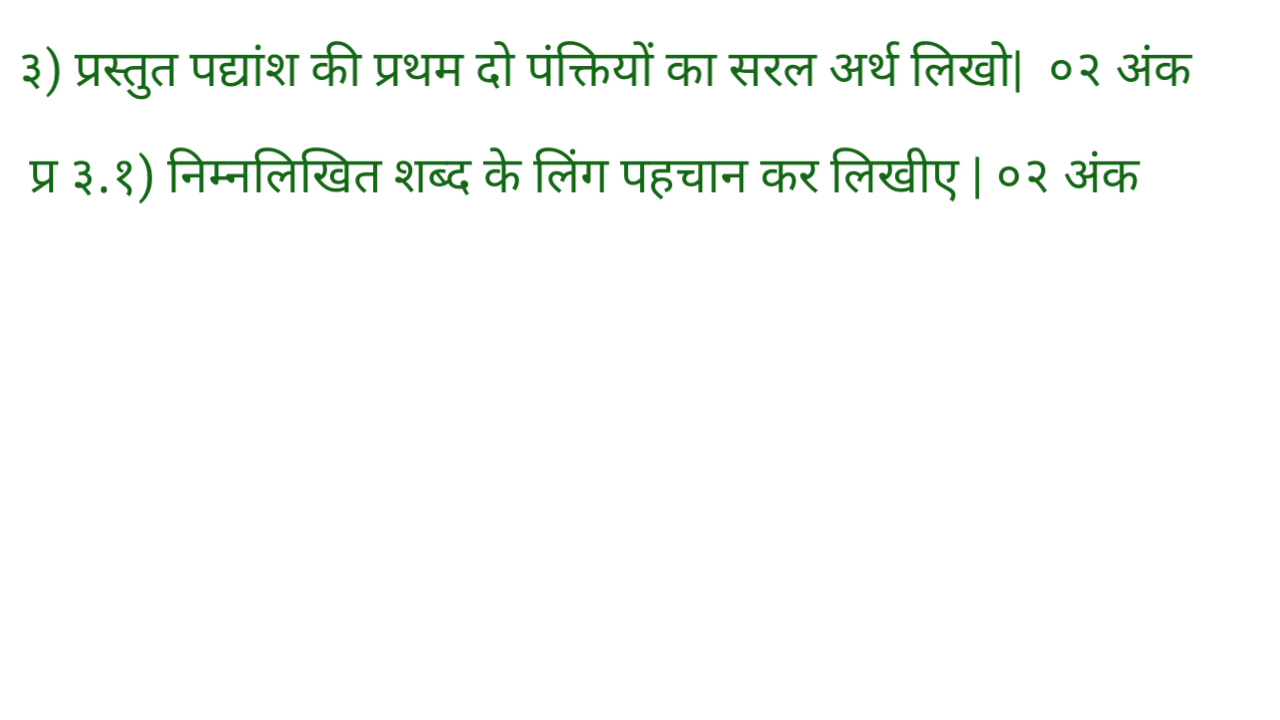 ३) प्रस्तुत पद्यांश की प्रथम दो पंक्तियों का सरल अर्थ लिखो| ०२ अंक
प्र ३.१) निम्नलिखित शब्द के लिंग पहचान कर लिखीए | ०२ अंक